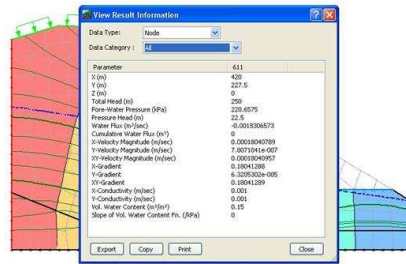 View Result Information
Data Type: Node
Data Category : All
Parameter 611
X (m) 420
Y (m) 227.5
Z (m) 0
Total Head (m) 250
Pore-Water Pressure (kPa) 220.6575
Pressure Head (m) 22.5
Water Flux (m³/sec) -0.0018306573
Cumulative Water Flux (m³) 0
X-Velocity Magnitude (m/sec) 0.00018040789
Y-Velocity Magnitude (m/sec) 7.8071041e-007
XY-Velocity Magnitude (m/sec) 0.00018040957
X-Gradient 0.18041288
Y-Gradient 6.3205302e-005
XY-Gradient 0.18041289
X-Conductivity (m/sec) 0.001
Y-Conductivity (m/sec) 0.001
Vol. Water Content (m³/m³) 0.15
Slope of Vol. Water Content Fn. (/kPa) 0
Export Copy Print Close